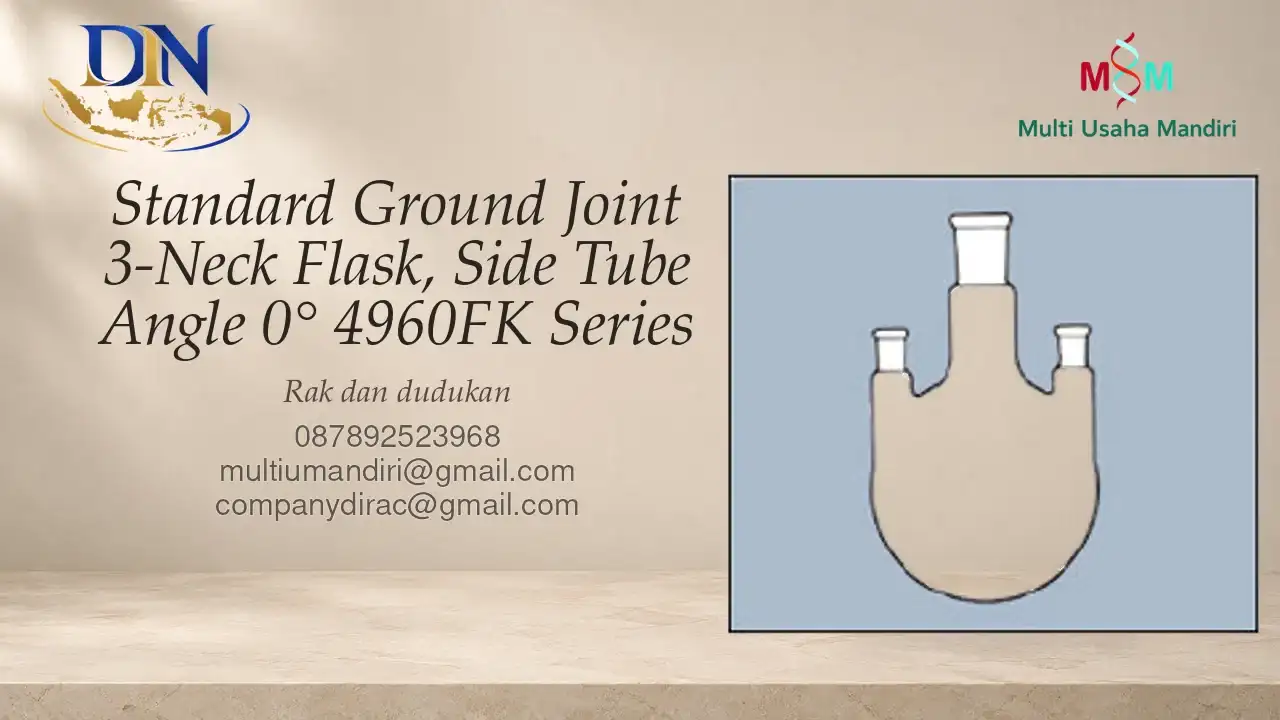 DIN
MSM
Multi Usaha Mandiri
Standard Ground Joint
3-Neck Flask, Side Tube
Angle 0° 4960FK Series
Rak dan dudukan
087892523968
multiumandiri@gmail.com
companydirac@gmail.com